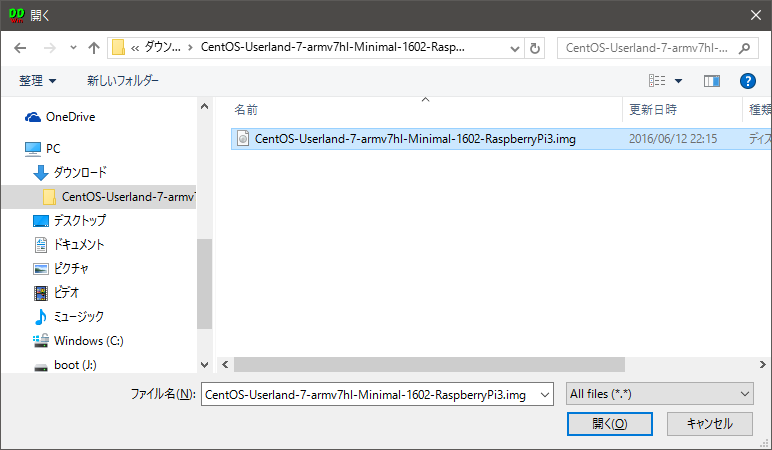 DD Win 開く
« ダウン... › CentOS-Userland-7-armv7hl-Minimal-1602-Rasp...
CentOS-Userland-7-armv7hl-...
整理 新しいフォルダー
名前 更新日時 種類
CentOS-Userland-7-armv7hl-Minimal-1602-RaspberryPi3.img 2016/06/12 22:15 ディス
OneDrive
PC
ダウンロード
CentOS-Userland-7-armv7
デスクトップ
ドキュメント
ピクチャ
ビデオ
ミュージック
Windows (C:)
boot (J:)
ファイル名(N): CentOS-Userland-7-armv7hl-Minimal-1602-RaspberryPi3.img All files (*.*)
開く(O) キャンセル